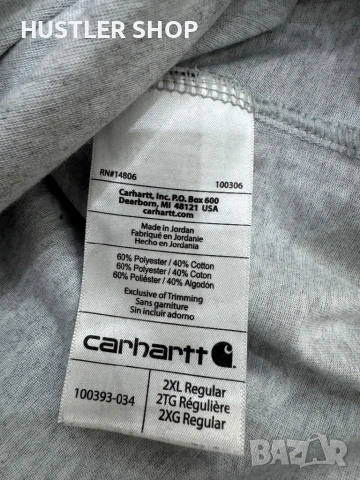 HUSTLER SHOP
RN#14806 100306
Carhartt, Inc. P.O. Box 600
Dearborn, MI 48121 USA
carhartt.com
Made in Jordan
Fabriqué en Jordanie
Hecho en Jordania
60% Polyester / 40% Cotton
60% Polyester / 40% Coton
60% Poliéster / 40% Algodón
Exclusive of Trimming
Sans garniture
Sin incluir adorno
carhartt
100393-034
2XL Regular
2TG Régulière
2XG Regular
BAZAR